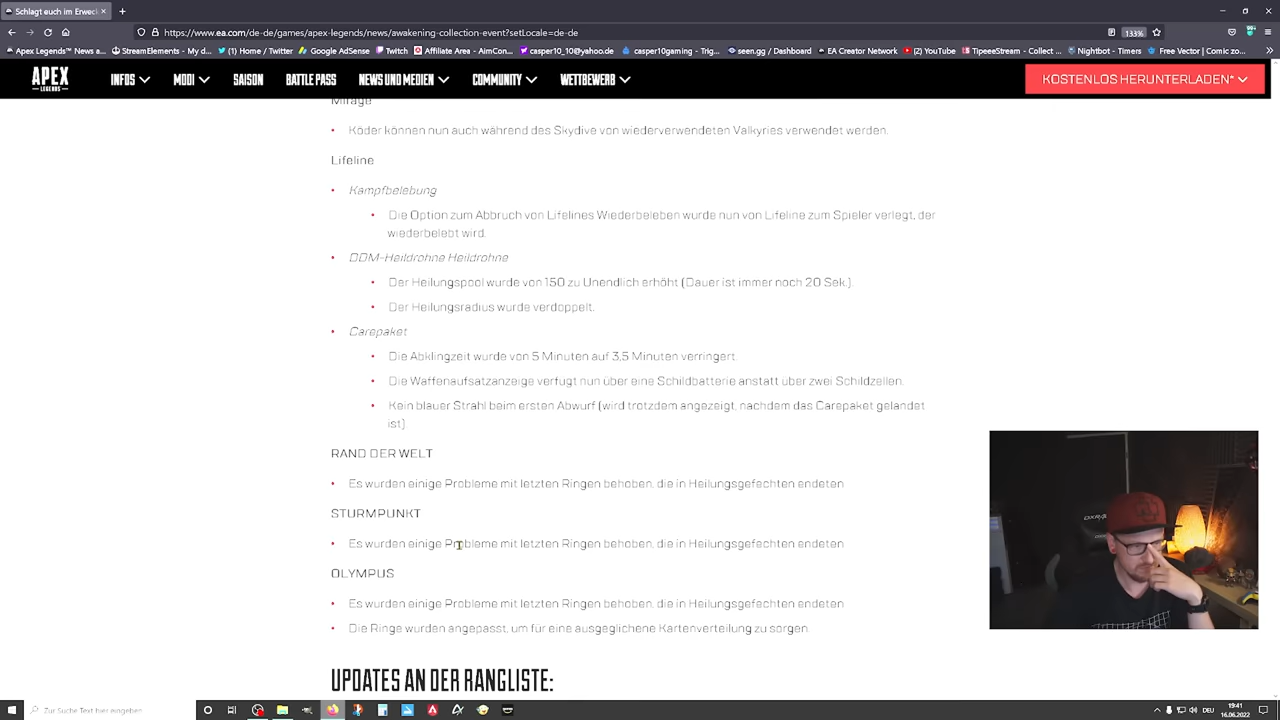 Schlagt euch im Erweck
https://www.ea.com/de-de/games/apex-legends/news/awakening-collection-event?setLocale=de-de
133%
Apex Legends™ News a...
StreamElements
(1) Home / Twitter
Google AdSense
Twitch
Affiliate Area - AimCon...
casper10_10@yahoo.de
casper10gaming - Trig...
seen.gg / Dashboard
EA Creator Network
(2) YouTube
TipeeeStream - Collect ...
Nightbot - Timers
Free Vector | Comic zo...
APEX
LEGENDS
INFOS
MODI
SAISON
BATTLE PASS
NEWS UND MEDIEN
COMMUNITY
WETTBEWERB
KOSTENLOS HERUNTERLADEN*
Mirage
• Köder können nun auch während des Skydive von wiederverwendeten Valkyries verwendet werden.
Lifeline
• Kampfbelebung
• Die Option zum Abbruch von Lifelines Wiederbeleben wurde nun von Lifeline zum Spieler verlegt, der
wiederbelebt wird.
• DDM-Heildrohne Heildrohne
• Der Heilungspool wurde von 150 zu Unendlich erhöht (Dauer ist immer noch 20 Sek.).
• Der Heilungsradius wurde verdoppelt.
• Carepaket
• Die Abklingzeit wurde von 5 Minuten auf 3,5 Minuten verringert.
• Die Waffenaufsatzanzeige verfügt nun über eine Schildbatterie anstatt über zwei Schildzellen.
• Kein blauer Strahl beim ersten Abwurf (wird trotzdem angezeigt, nachdem das Carepaket gelandet
ist)
RAND DER WELT
• Es wurden einige Probleme mit letzten Ringen behoben, die in Heilungsgefechten endeten
STURMPUNKT
• Es wurden einige Probleme mit letzten Ringen behoben, die in Heilungsgefechten endeten
OLYMPUS
• Es wurden einige Probleme mit letzten Ringen behoben, die in Heilungsgefechten endeten
• Die Ringe wurden angepasst, um für eine ausgeglichene Kartenverteilung zu sorgen
UPDATES AN DER RANGLISTE:
Zur Suche Text hier eingeben
DEU
19:41
16.06.2022